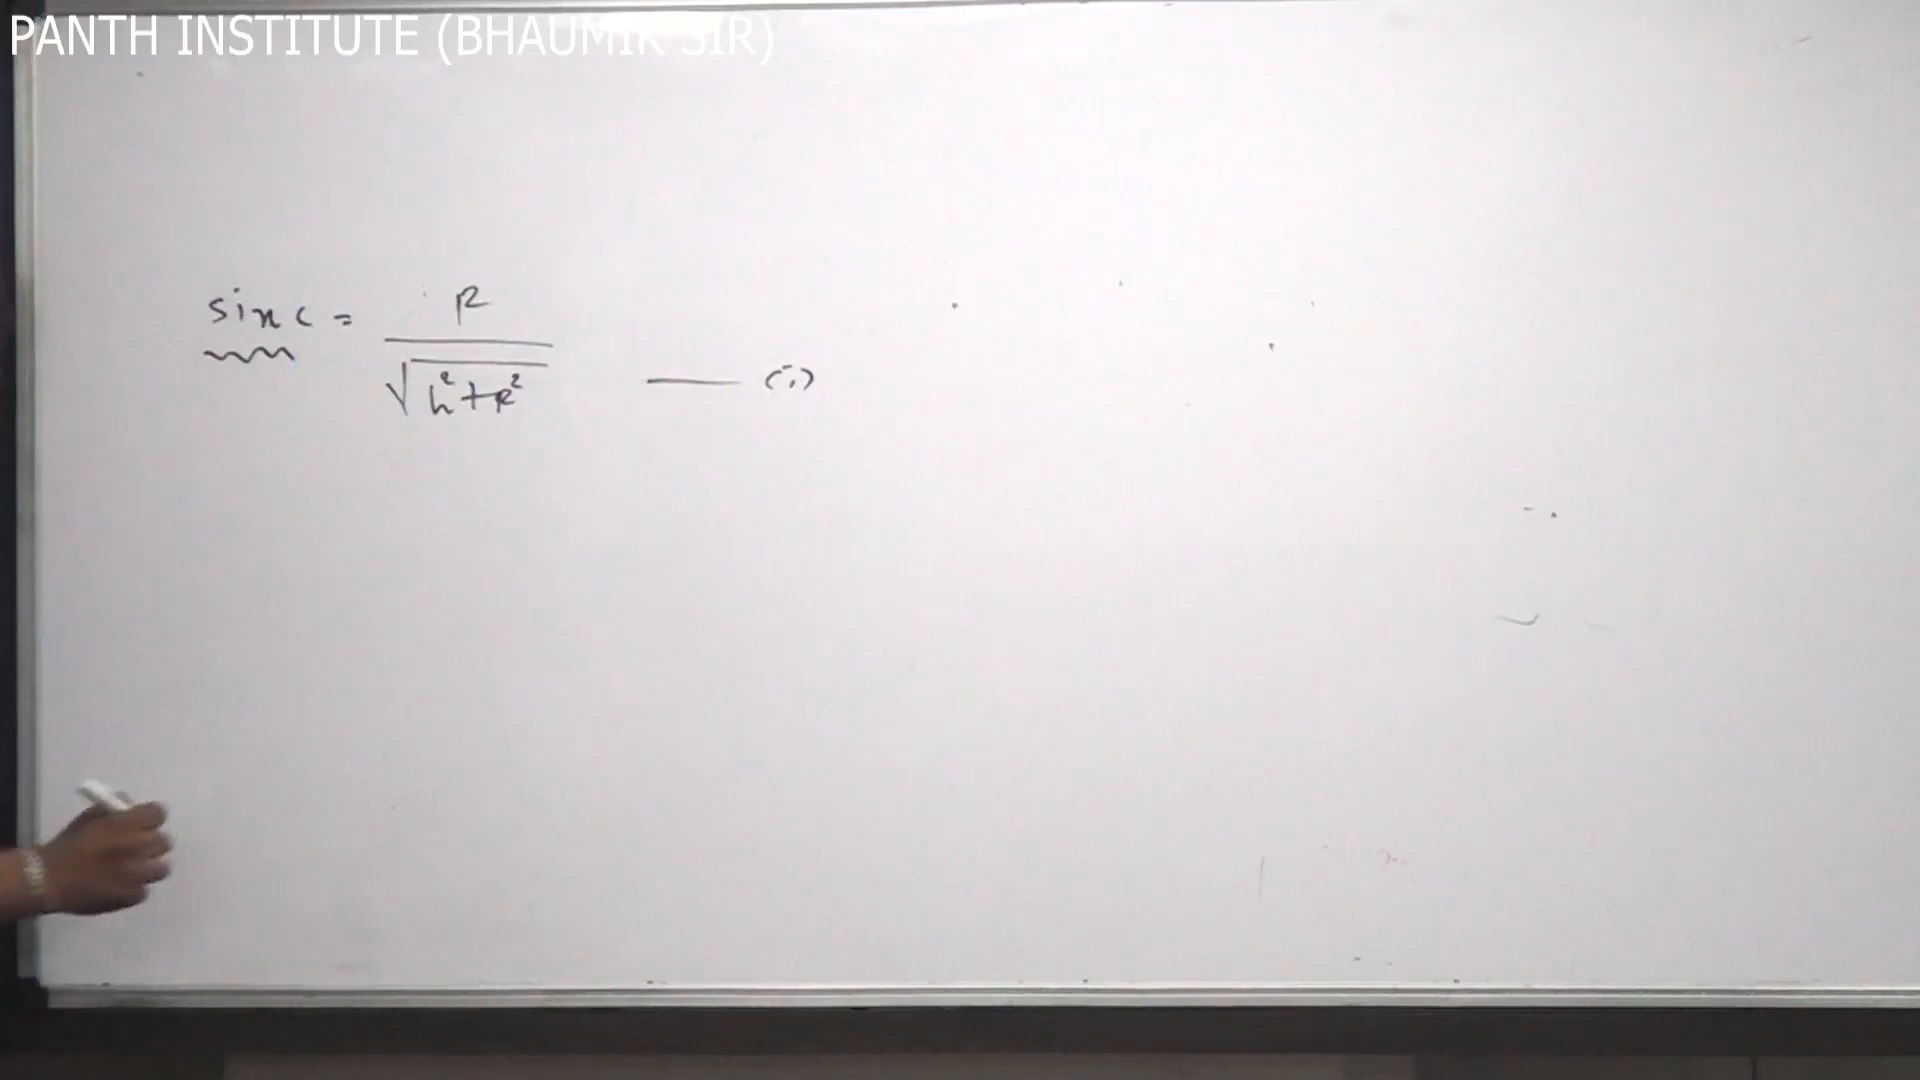 PANTH INSTITUTE (BHAUMIK SIR)
sin c = R
√h²+R² — (i)